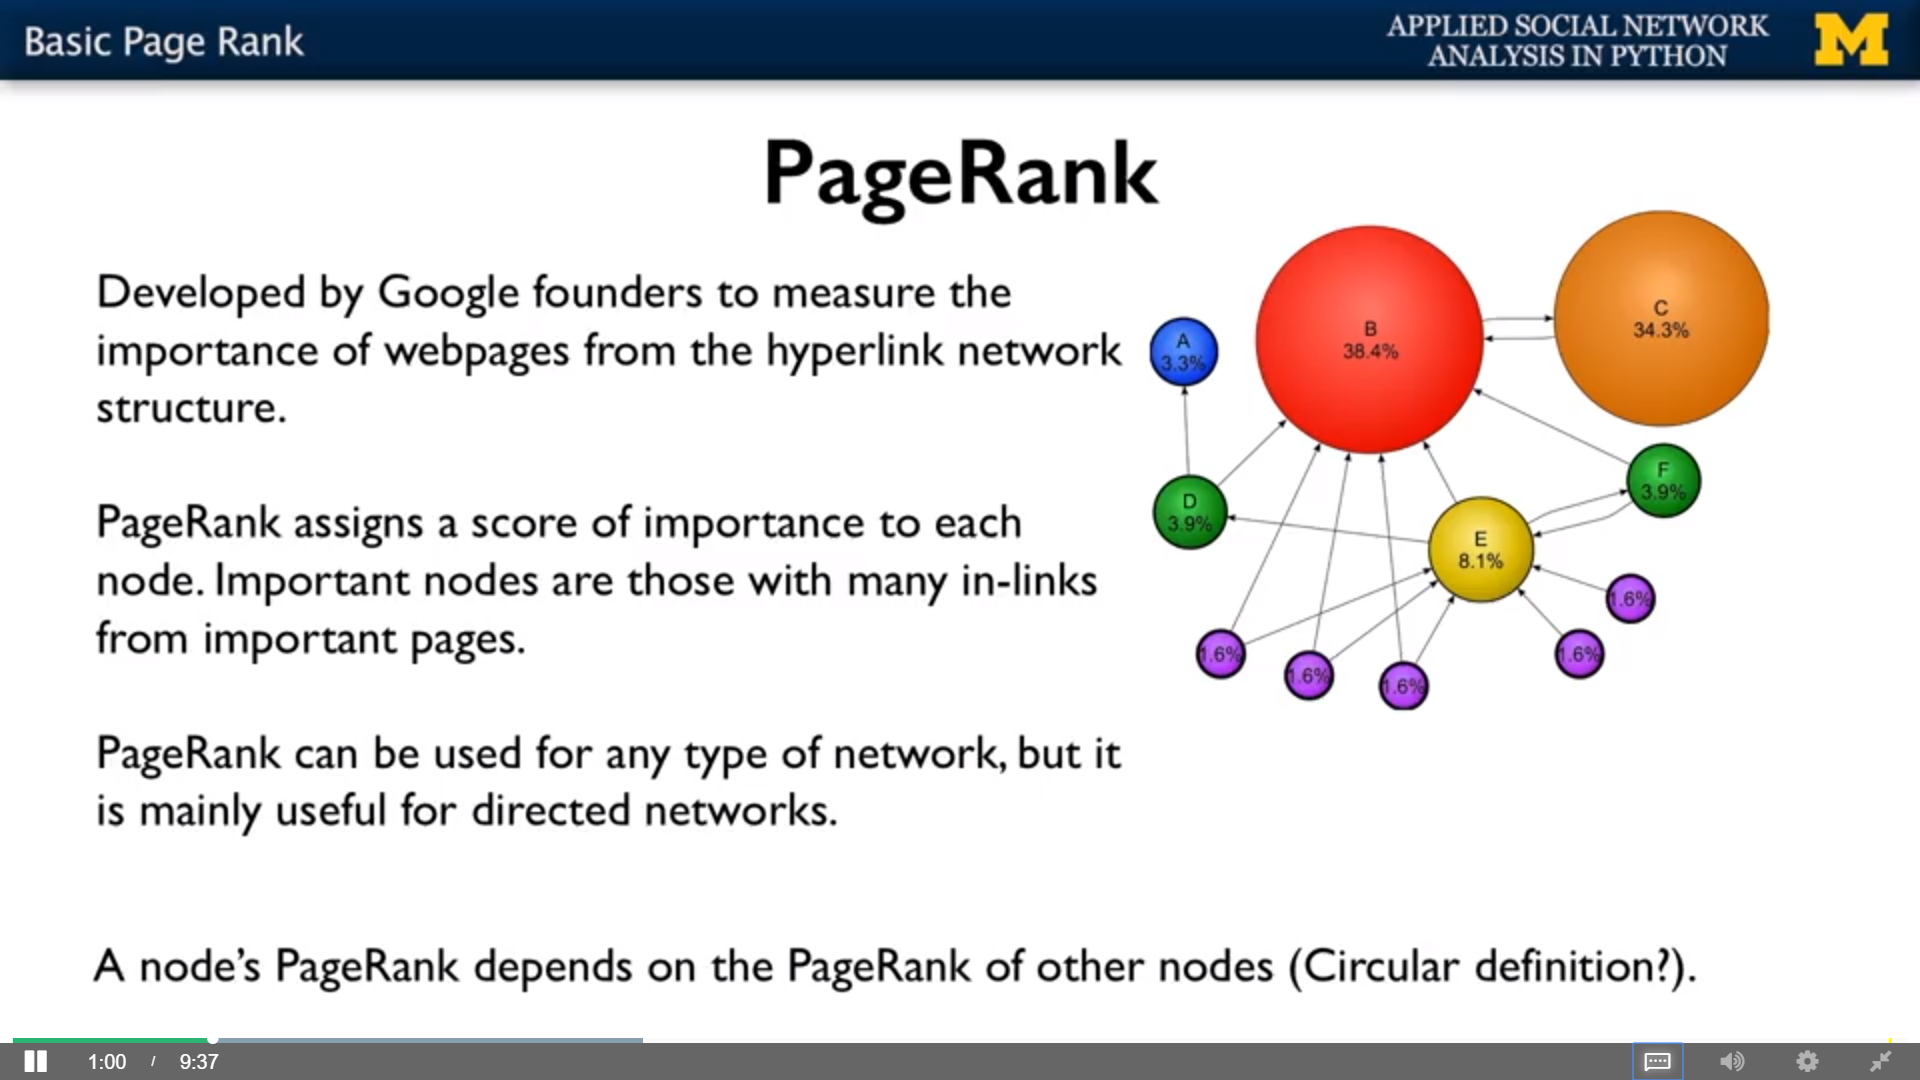 Basic Page Rank
APPLIED SOCIAL NETWORK
ANALYSIS IN PYTHON
M
PageRank
Developed by Google founders to measure the
importance of webpages from the hyperlink network
structure.
PageRank assigns a score of importance to each
node. Important nodes are those with many in-links
from important pages.
PageRank can be used for any type of network, but it
is mainly useful for directed networks.
A
3.3%
B
38.4%
C
34.3%
D
3.9%
E
8.1%
F
3.9%
1.6%
1.6%
1.6%
1.6%
1.6%
A node’s PageRank depends on the PageRank of other nodes (Circular definition?).
1:00 / 9:37